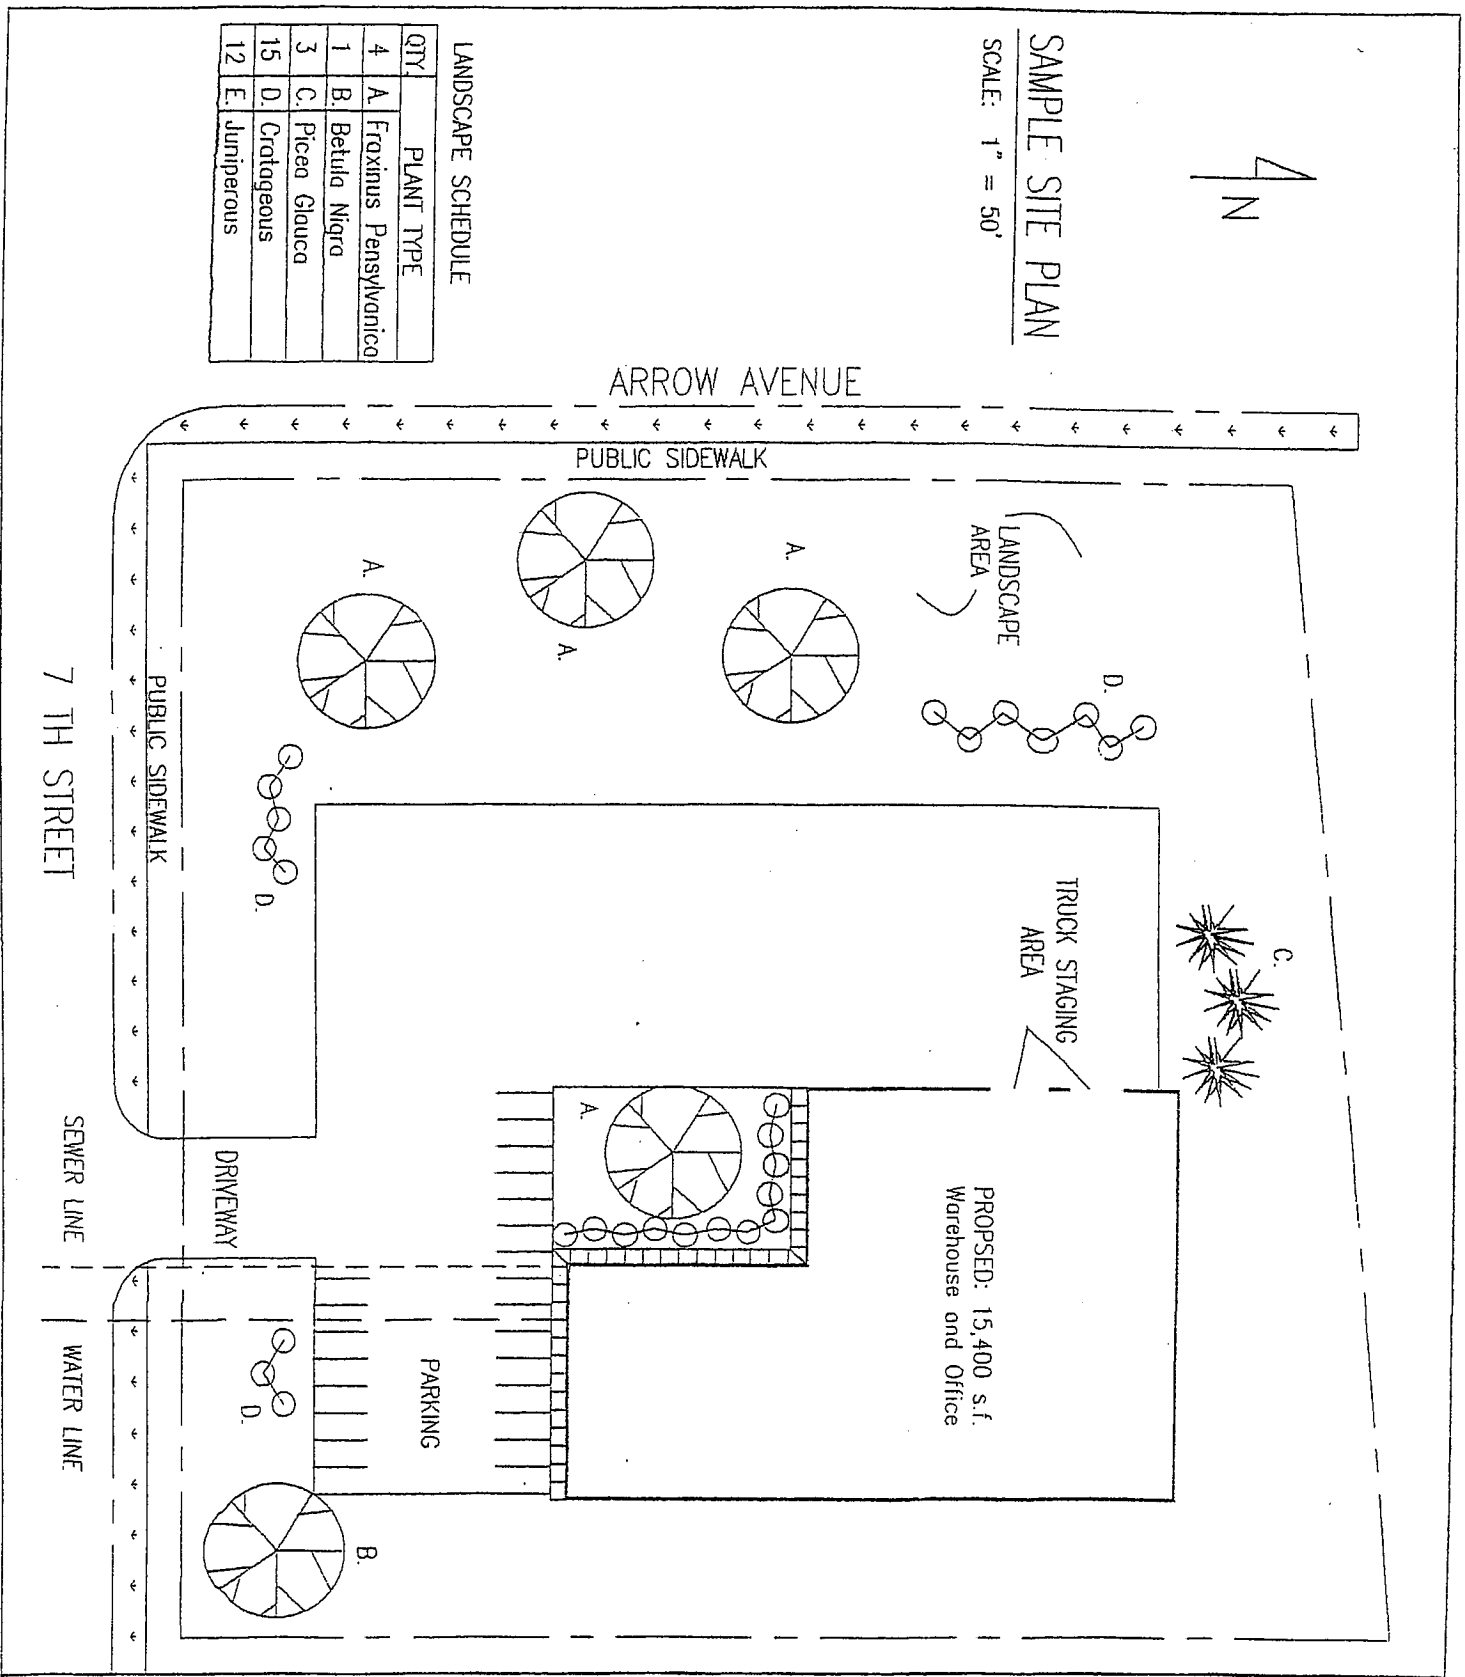 SAMPLE SITE PLAN
SCALE: 1" = 50'
N
LANDSCAPE SCHEDULE
QTY. PLANT TYPE
4 A. Fraxinus Pensylvanica
1 B. Betula Nigra
3 C. Picea Glauca
15 D. Cratageous
12 E. Juniperous
ARROW AVENUE
PUBLIC SIDEWALK
LANDSCAPE
AREA
A.
A.
A.
D.
D.
C.
TRUCK STAGING
AREA
A.
PROPSED: 15,400 s.f.
Warehouse and Office
PUBLIC SIDEWALK
7 TH STREET
DRIVEWAY
SEWER LINE
PARKING
WATER LINE
D.
B.